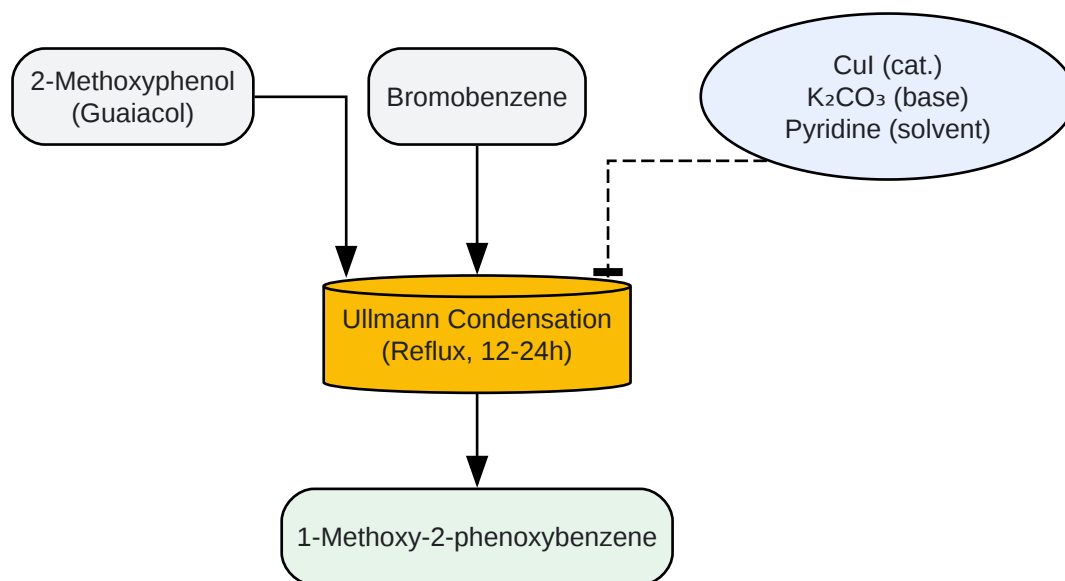 2-Methoxyphenol
(Guaiacol)
Bromobenzene
CuI (cat.)
K₂CO₃ (base)
Pyridine (solvent)
Ullmann Condensation
(Reflux, 12-24h)
1-Methoxy-2-phenoxybenzene